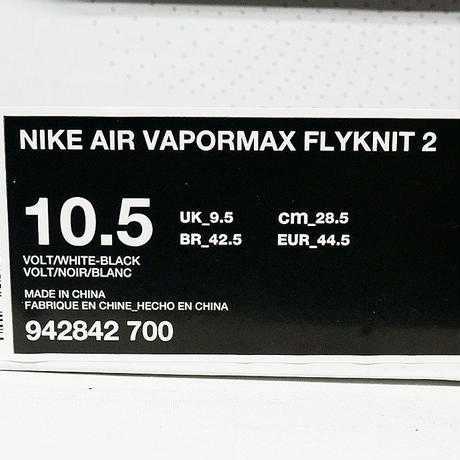 NIKE AIR VAPORMAX FLYKNIT 2
10.5 UK_9.5 cm_28.5
BR_42.5 EUR_44.5
VOLT/WHITE-BLACK
VOLT/NOIR/BLANC
MADE IN CHINA
FABRIQUE EN CHINE_HECHO EN CHINA
942842 700